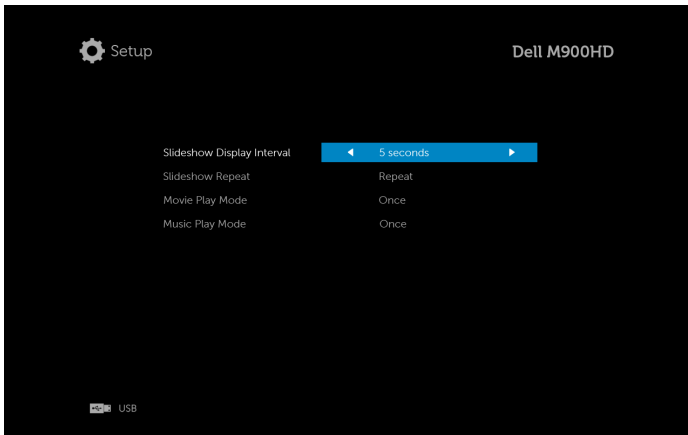 Setup
Dell M900HD
Slideshow Display Interval 5 seconds
Slideshow Repeat Repeat
Movie Play Mode Once
Music Play Mode Once
USB